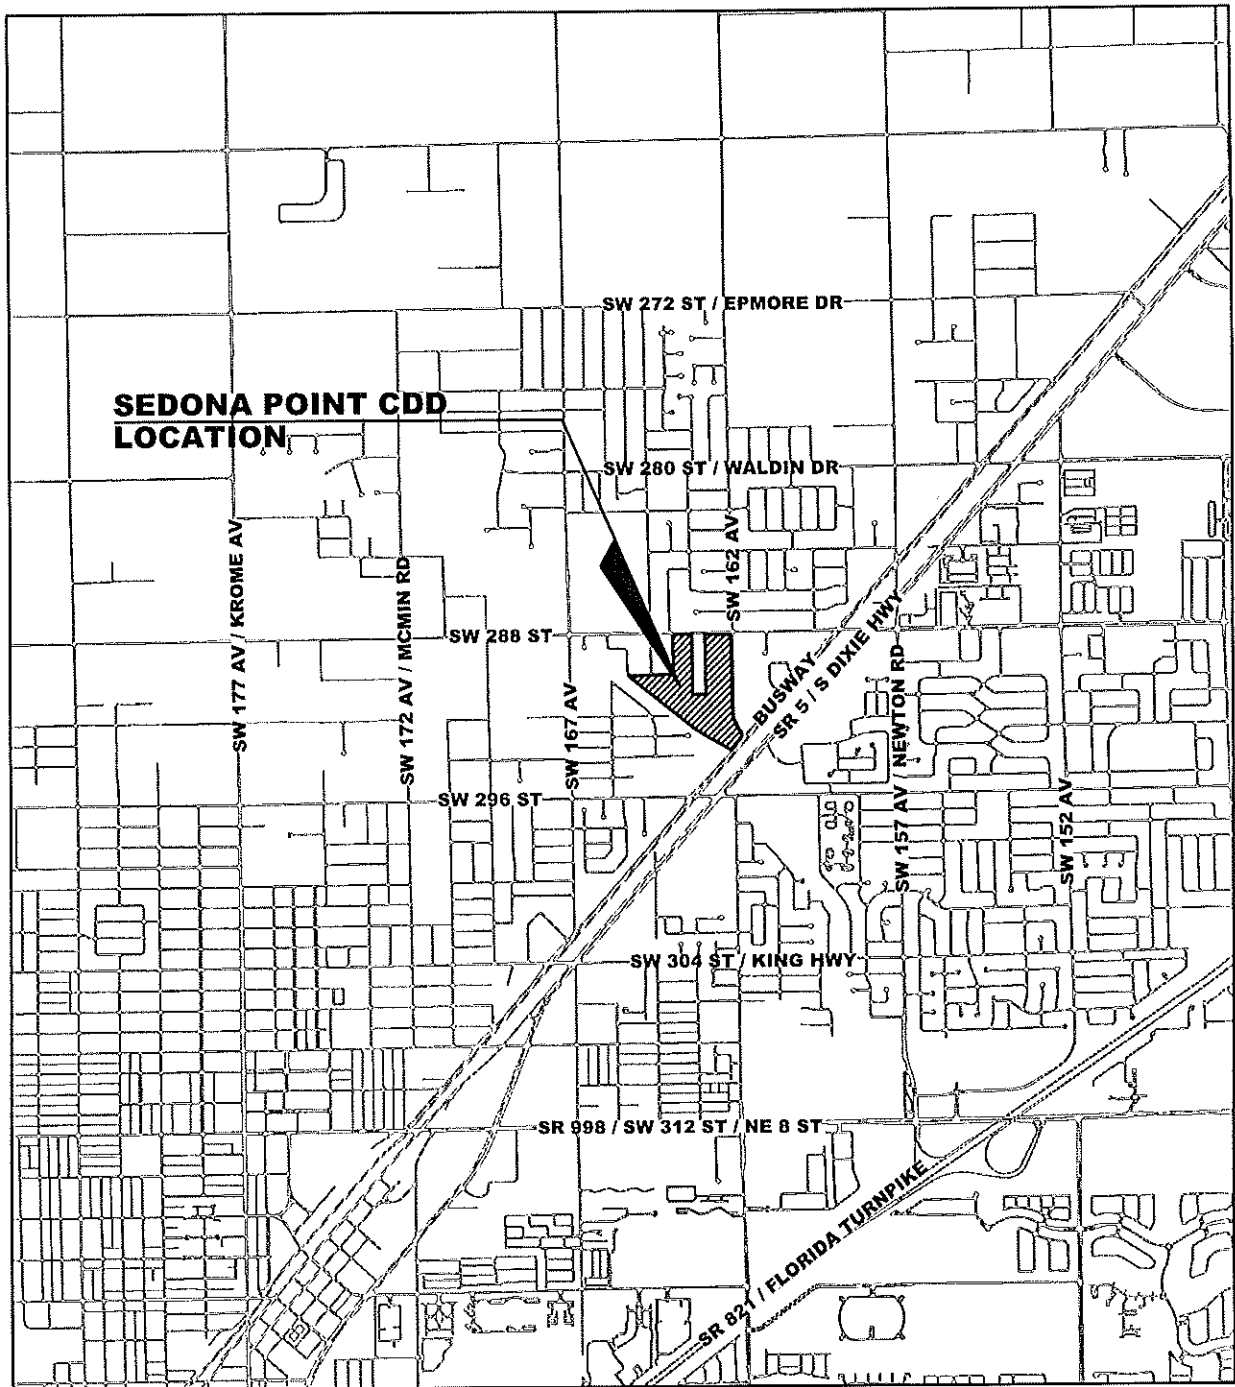 SW 272 ST / EPMORE DR
SEDONA POINT CDD
LOCATION
SW 280 ST / WALDIN DR
SW 177 AV / KROME AV
SW 172 AV / MCMIN RD
SW 162 AV
SW 288 ST
SW 167 AV
BUSWAY
SR 5 / S DIXIE HWY
SW 157 AV / NEWTON RD
SW 152 AV
SW 296 ST
SW 304 ST / KING HWY
SR 998 / SW 312 ST / NE 8 ST
SR 821 / FLORIDA TURNPIKE